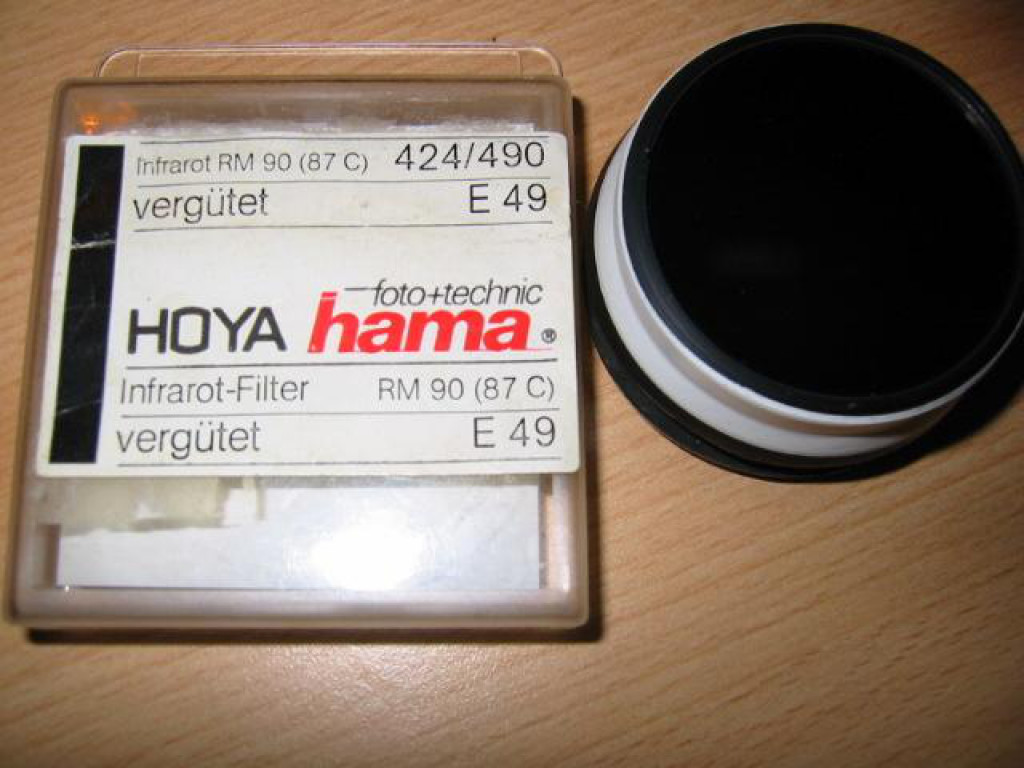 Infrarot RM 90 (87 C) 424/490
vergütet E 49
foto+technic
HOYA hama®
Infrarot-Filter RM 90 (87 C)
vergütet E 49